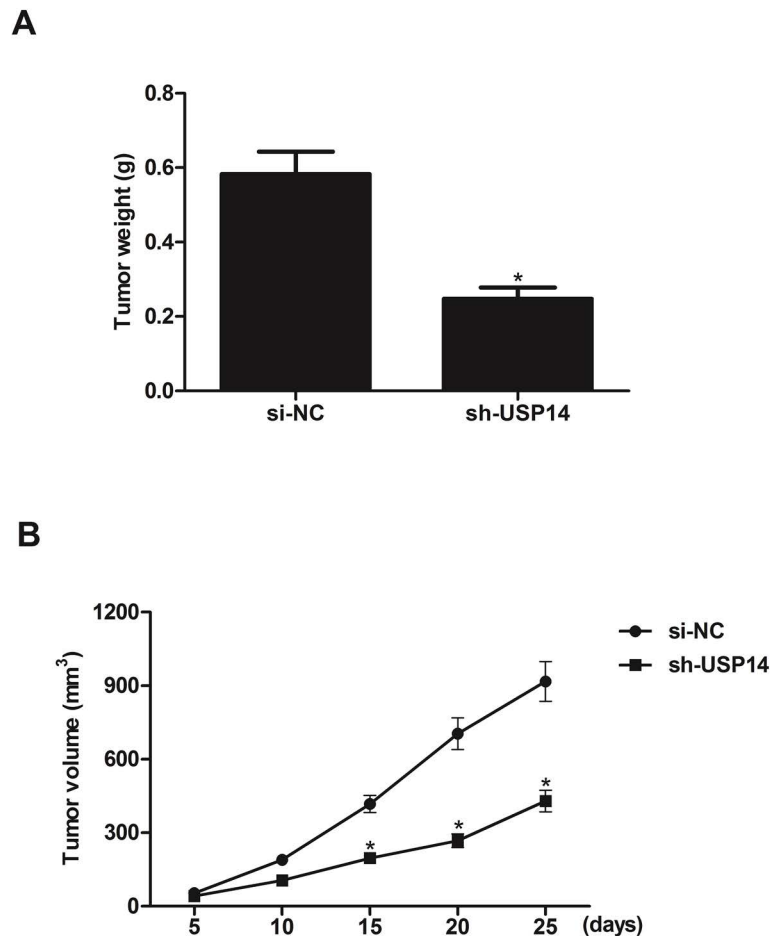 A
Tumor weight (g)
0.8
0.6
0.4
0.2
0.0
*
si-NC
sh-USP14
B
Tumor volume (mm³)
1200
900
600
300
0
*
*
*
5
10
15
20
25
(days)
si-NC
sh-USP14